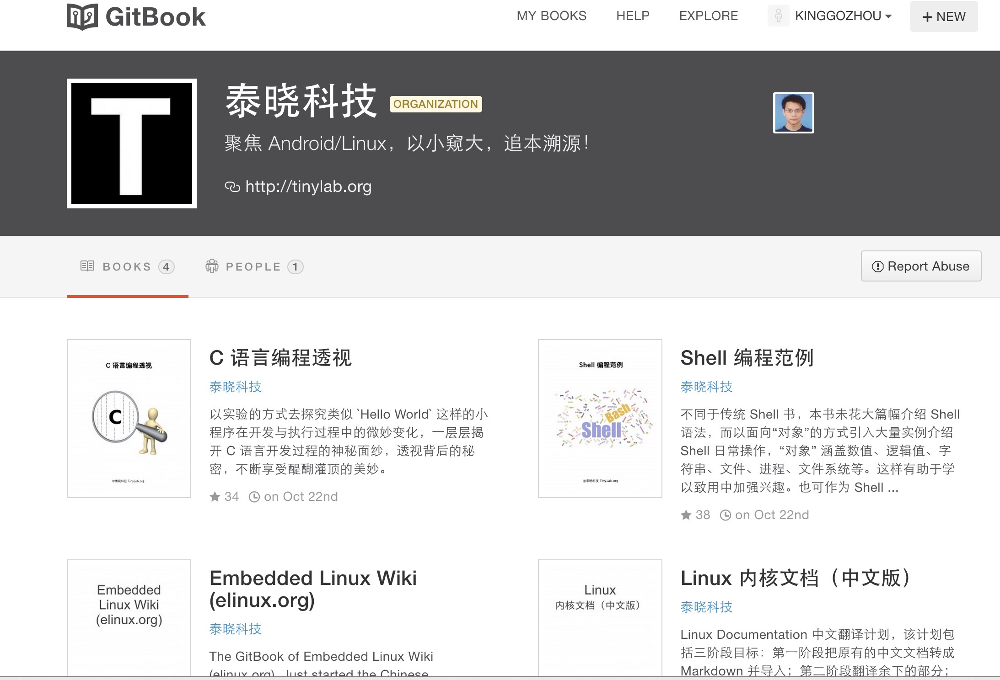 GitBook
MY BOOKS
HELP
EXPLORE
KINGGOZHOU
+ NEW
T
泰晓科技
ORGANIZATION
聚焦 Android/Linux，以小窥大，追本溯源！
http://tinylab.org
BOOKS 4
PEOPLE 1
Report Abuse
C 语言编程透视
C
©泰晓科技 TinyLab.org
C 语言编程透视
泰晓科技
以实验的方式去探究类似 `Hello World` 这样的小
程序在开发与执行过程中的微妙变化，一层层揭
开 C 语言开发过程的神秘面纱，透视背后的秘
密，不断享受醍醐灌顶的美妙。
★ 34 on Oct 22nd
Shell 编程范例
Bash
Shell
@泰晓科技 TinyLab.org
Shell 编程范例
泰晓科技
不同于传统 Shell 书，本书未花大篇幅介绍 Shell
语法，而以面向“对象”的方式引入大量实例介绍
Shell 日常操作，“对象” 涵盖数值、逻辑值、字
符串、文件、进程、文件系统等。这样有助于学
以致用中加强兴趣。也可作为 Shell ...
★ 38 on Oct 22nd
Embedded
Linux Wiki
(elinux.org)
Embedded Linux Wiki
(elinux.org)
泰晓科技
The GitBook of Embedded Linux Wiki
(elinux.org). Just started the Chinese
Linux
内核文档（中文版）
Linux 内核文档（中文版）
泰晓科技
Linux Documentation 中文翻译计划，该计划包
括三阶段目标：第一阶段把原有的中文文档转成
Markdown 并导入；第二阶段翻译余下的部分；